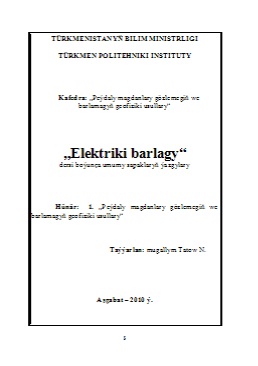 TÜRKMENISTANYŇ BILIM MINISTRLIGI
TÜRKMEN POLITEHNIKI INSTITUTY
Kafedra: „Peýdaly magdanlary gözlemegiň we
barlamagyň geofiziki usullary“
„Elektriki barlagy“
dersi boýunça umumy sapaklaryň ýazgylary
Hünär: 1. „Peýdaly magdanlary gözlemegiň we
barlamagyň geofiziki usullary“
Taýýarlan: mugallym Tatow N.
Aşgabat – 2010 ý.
1